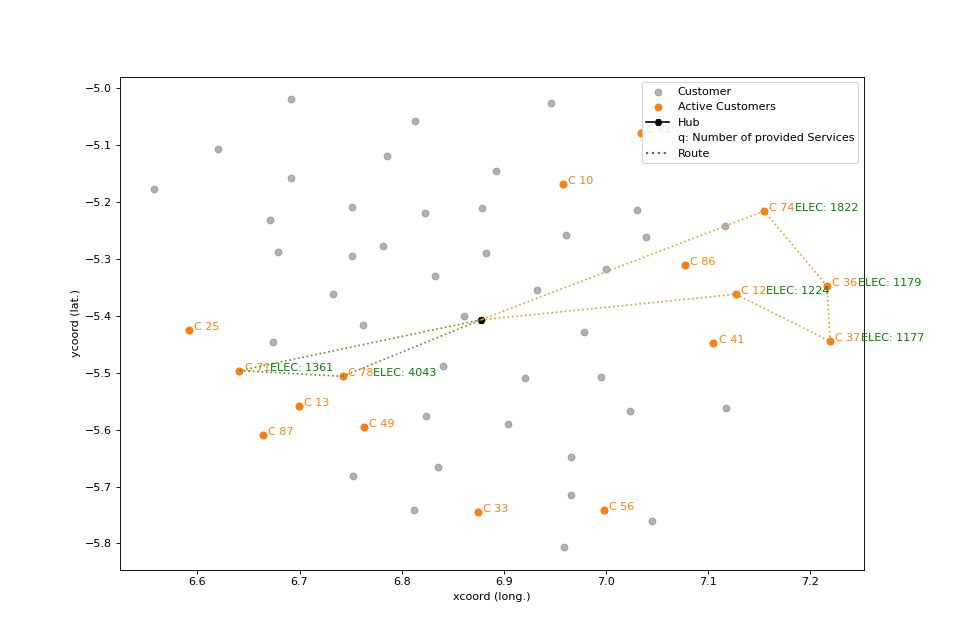 Customer
Active Customers
Hub
q: Number of provided Services
Route
C 10
C 74 ELEC: 1822
C 86
C 36 ELEC: 1179
C 12 ELEC: 1224
C 25
C 37 ELEC: 1177
C 41
C 71 ELEC: 1361
C 78 ELEC: 4043
C 13
C 49
C 87
C 33
C 56
−5.0
−5.1
−5.2
−5.3
−5.4
−5.5
−5.6
−5.7
−5.8
ycoord (lat.)
6.6 6.7 6.8 6.9 7.0 7.1 7.2
xcoord (long.)